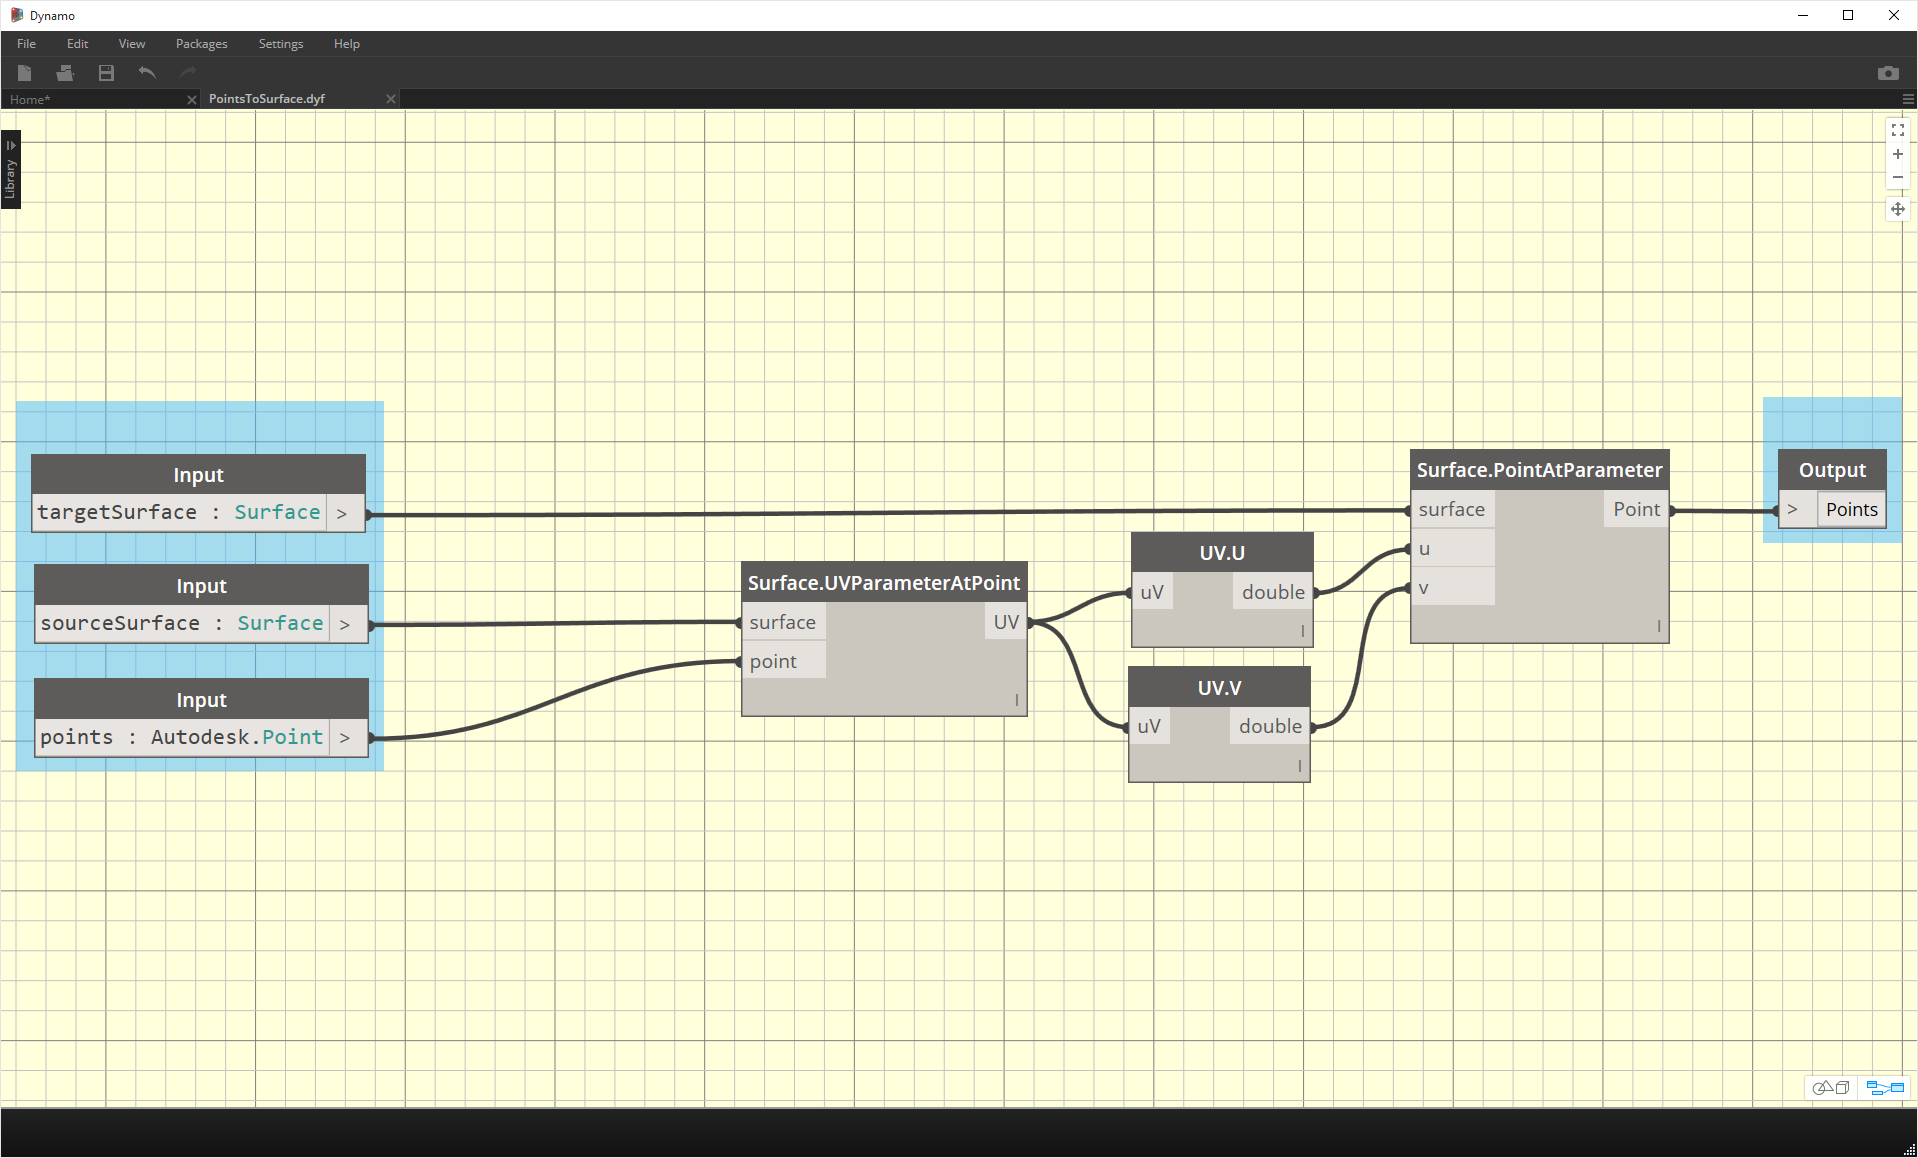 Dynamo
File Edit View Packages Settings Help
Home* PointsToSurface.dyf
Library
Input
targetSurface : Surface >
Input
sourceSurface : Surface >
Input
points : Autodesk.Point >
Surface.UVParameterAtPoint
surface UV
point
l
UV.U
uV double
l
UV.V
uV double
l
Surface.PointAtParameter
surface Point
u
v
l
Output
> Points